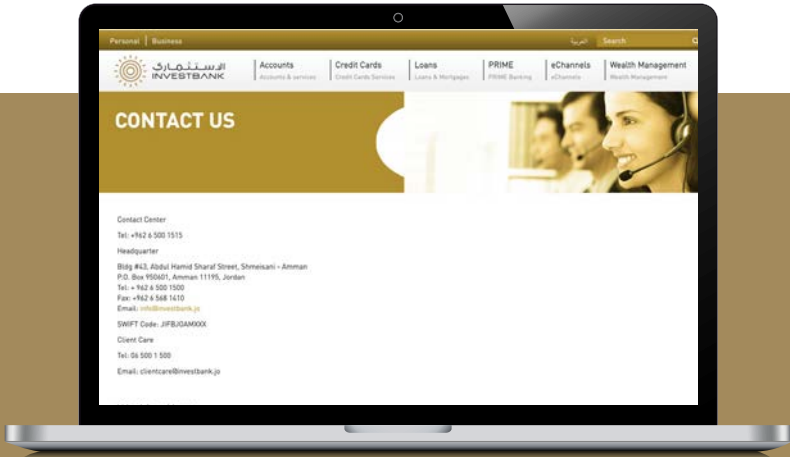 Personal | Business
العربية
Search
الاستثماري
INVESTBANK
Accounts
Accounts & services
Credit Cards
Credit Cards Services
Loans
Loans & Mortgages
PRIME
PRIME Banking
eChannels
eChannels
Wealth Management
Wealth Management
CONTACT US
Contact Center
Tel: +962 6 500 1515
Headquarter
Bldg #43, Abdul Hamid Sharaf Street, Shmeisani - Amman
P.O. Box 950601, Amman 11195, Jordan
Tel: + 962 6 500 1500
Fax: +962 6 568 1410
Email: info@investbank.jo
SWIFT Code: JIFBJOAMXXX
Client Care
Tel: 06 500 1 500
Email: clientcare@investbank.jo